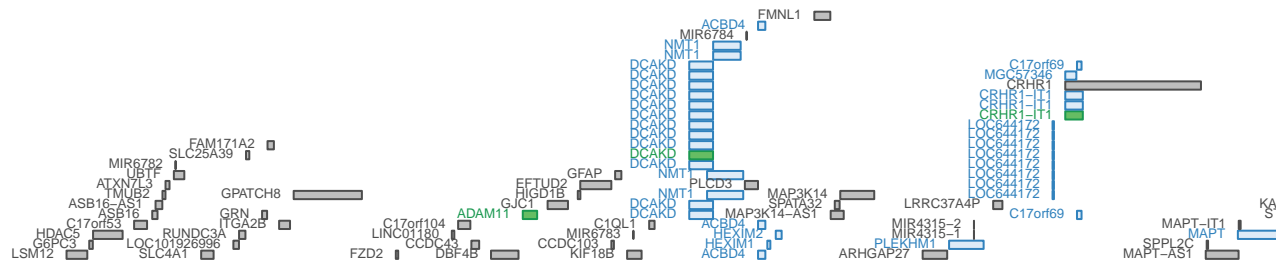 FMNL1
ACBD4
MIR6784
NMT1
NMT1
DCAKD C17orf69
DCAKD MGC57346
DCAKD CRHR1
DCAKD CRHR1−IT1
DCAKD CRHR1−IT1
DCAKD CRHR1−IT1
DCAKD LOC644172
DCAKD LOC644172
FAM171A2 DCAKD LOC644172
SLC25A39 DCAKD LOC644172
MIR6782 DCAKD LOC644172
UBTF GFAP NMT1 LOC644172
ATXN7L3 EFTUD2 PLCD3 LOC644172
TMUB2 GPATCH8 HIGD1B NMT1 MAP3K14 LOC644172
ASB16−AS1 GJC1 DCAKD SPATA32 LRRC37A4P KA
ASB16 GRN ADAM11 DCAKD MAP3K14−AS1 C17orf69 S
C17orf53 ITGA2B C17orf104 C1QL1 ACBD4 MIR4315−2 MAPT−IT1
HDAC5 RUNDC3A LINC01180 MIR6783 HEXIM2 MIR4315−1 MAPT
G6PC3 LOC101926996 CCDC43 CCDC103 HEXIM1 PLEKHM1 SPPL2C
LSM12 SLC4A1 FZD2 DBF4B KIF18B ACBD4 ARHGAP27 MAPT−AS1